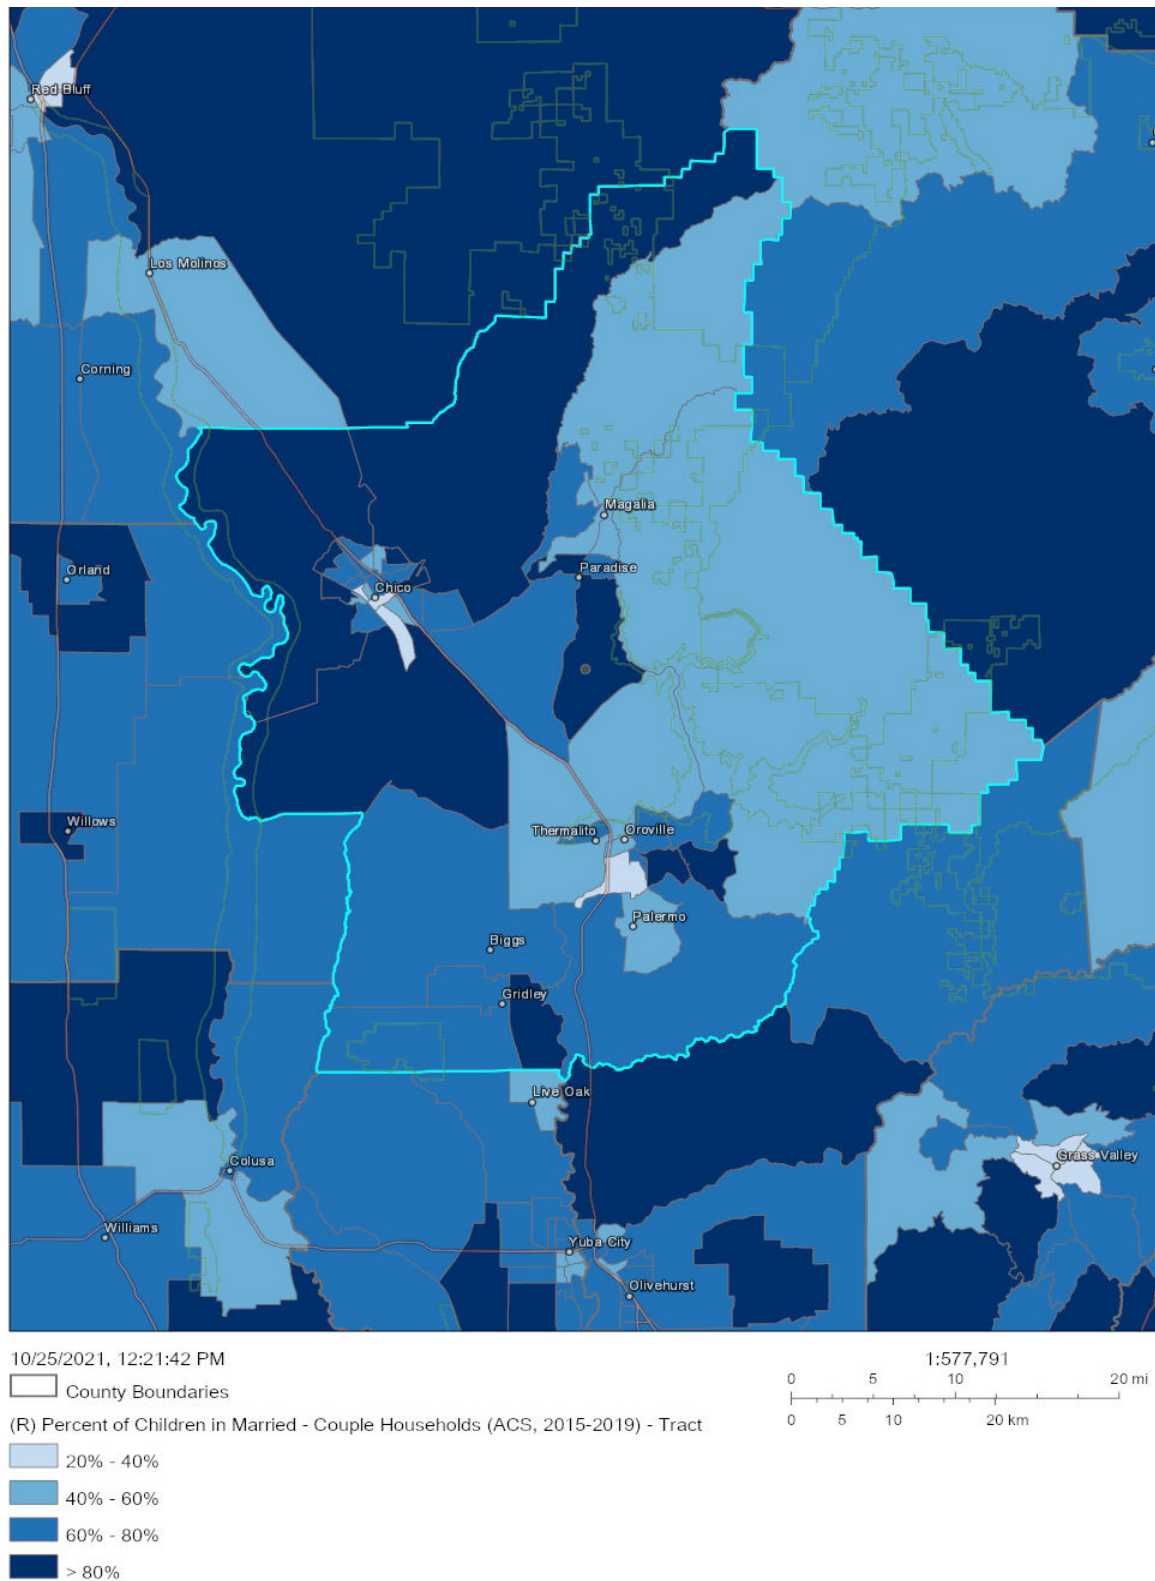 Red Bluff
Los Molinos
Corning
Magalia
Orland
Paradise
Chico
Willows
Thermalito
Oroville
Palermo
Biggs
Gridley
Live Oak
Colusa
Grass Valley
Williams
Yuba City
Olivehurst
10/25/2021, 12:21:42 PM
1:577,791
County Boundaries
0 5 10 20 mi
0 5 10 20 km
(R) Percent of Children in Married - Couple Households (ACS, 2015-2019) - Tract
20% - 40%
40% - 60%
60% - 80%
> 80%